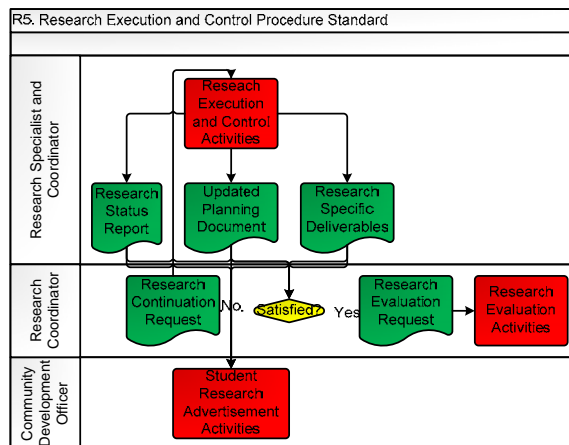 R5. Research Execution and Control Procedure Standard
Research Specialist and
Coordinator
Reseach
Execution
and Control
Activities
Research
Status
Report
Updated
Planning
Document
Research
Specific
Deliverables
Research
Coordinator
Research
Continuation
Request
No.
Satisfied?
Yes
Research
Evaluation
Request
Research
Evaluation
Activities
Community
Development
Officer
Student
Research
Advertisement
Activities